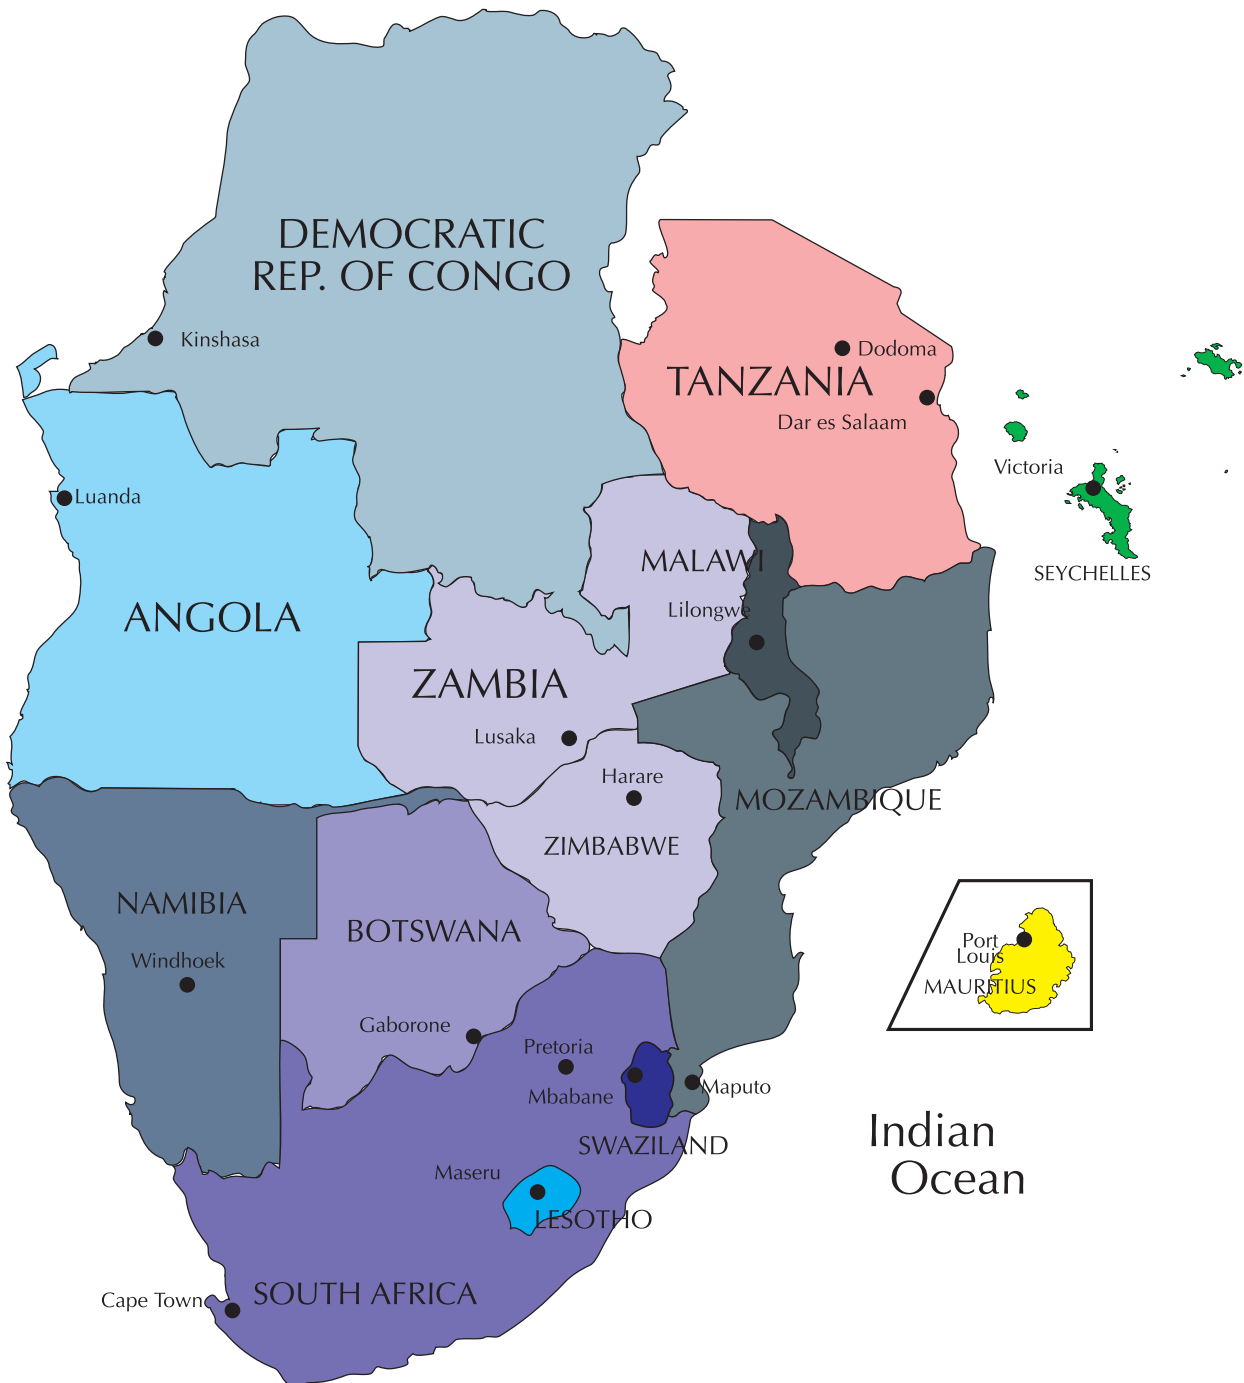 DEMOCRATIC
REP. OF CONGO
Kinshasa
Dodoma
TANZANIA
Dar es Salaam
Victoria
SEYCHELLES
Luanda
MALAWI
Lilongwe
ANGOLA
ZAMBIA
Lusaka
Harare
MOZAMBIQUE
ZIMBABWE
NAMIBIA
BOTSWANA
Windhoek
Port
Louis
MAURITIUS
Gaborone
Pretoria
Mbabane
Maputo
SWAZILAND
Indian
Ocean
Maseru
LESOTHO
Cape Town
SOUTH AFRICA